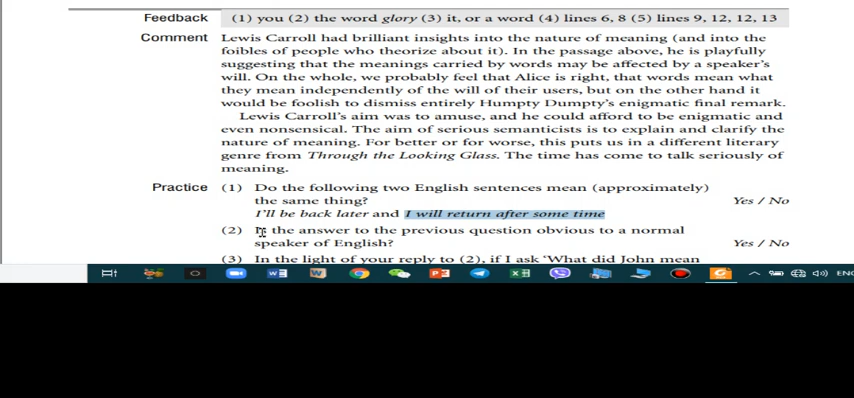 Feedback (1) you (2) the word glory (3) it, or a word (4) lines 6, 8 (5) lines 9, 12, 12, 13
Comment Lewis Carroll had brilliant insights into the nature of meaning (and into the
foibles of people who theorize about it). In the passage above, he is playfully
suggesting that the meanings carried by words may be affected by a speaker's
will. On the whole, we probably feel that Alice is right, that words mean what
they mean independently of the will of their users, but on the other hand it
would be foolish to dismiss entirely Humpty Dumpty's enigmatic final remark.
Lewis Carroll's aim was to amuse, and he could afford to be enigmatic and
even nonsensical. The aim of serious semanticists is to explain and clarify the
nature of meaning. For better or for worse, this puts us in a different literary
genre from Through the Looking Glass. The time has come to talk seriously of
meaning.
Practice (1) Do the following two English sentences mean (approximately)
the same thing? Yes / No
I'll be back later and I will return after some time
(2) Is the answer to the previous question obvious to a normal
speaker of English? Yes / No
(3) In the light of your reply to (2), if I ask 'What did John mean
ENG